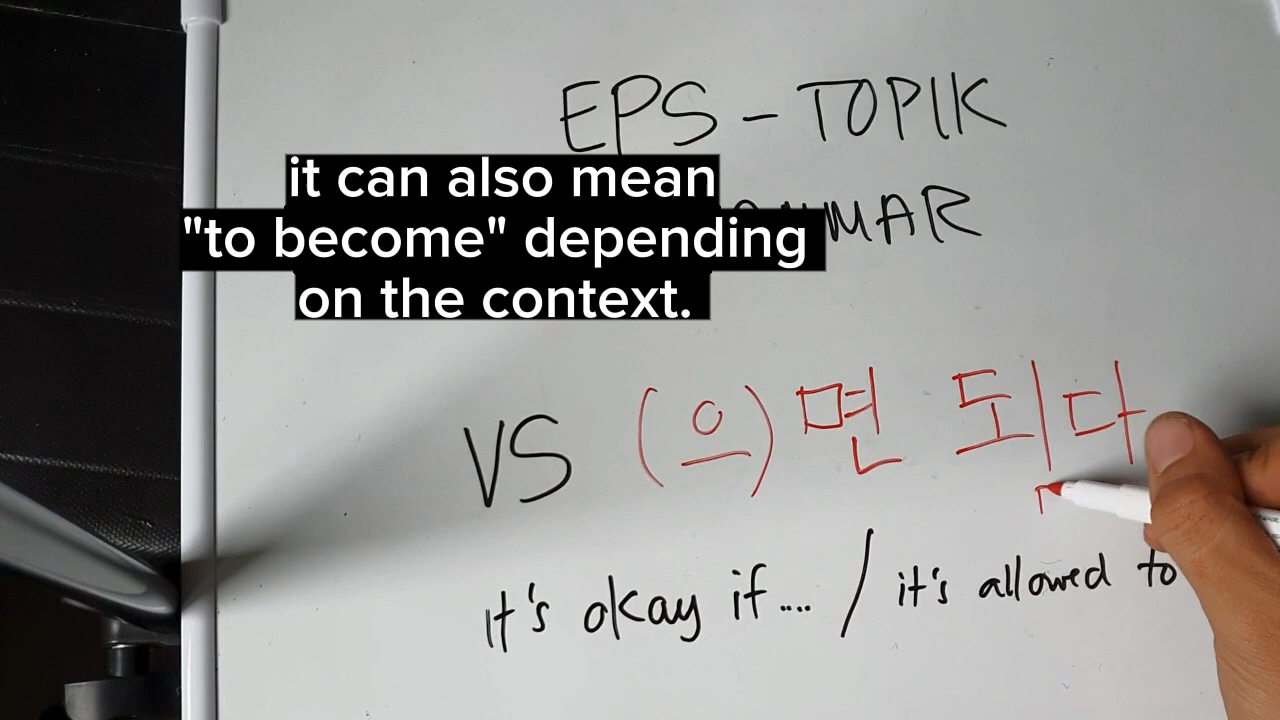 EPS - TOPIK
it can also mean
"to become" depending
on the context.
VS (으)면 되다
it's okay if.... / it's allowed to